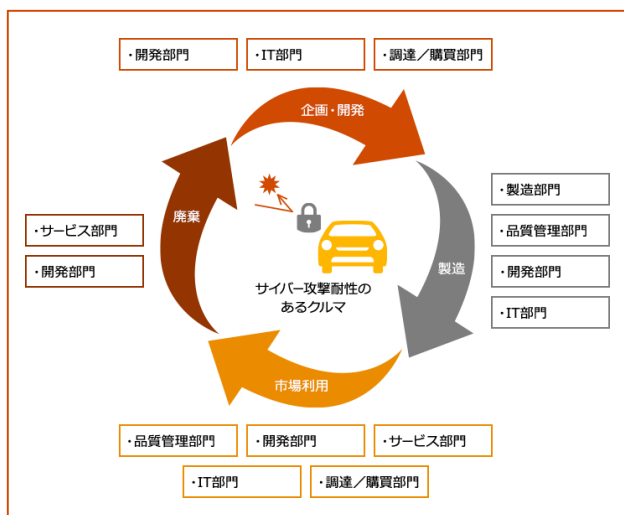 ・開発部門
・IT部門
・調達／購買部門
企画・開発
・製造部門
・品質管理部門
・開発部門
・IT部門
製造
廃棄
・サービス部門
・開発部門
サイバー攻撃耐性の
あるクルマ
市場利用
・品質管理部門
・開発部門
・サービス部門
・IT部門
・調達／購買部門